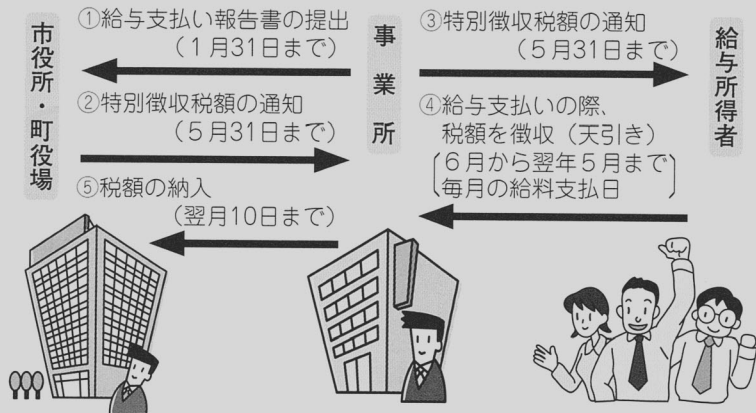 市役所・町役場
①給与支払い報告書の提出
(1月31日まで)
②特別徴収税額の通知
(5月31日まで)
⑤税額の納入
(翌月10日まで)
事業所
③特別徴収税額の通知
(5月31日まで)
④給与支払いの際、
税額を徴収(天引き)
6月から翌年5月まで
毎月の給料支払日
給与所得者